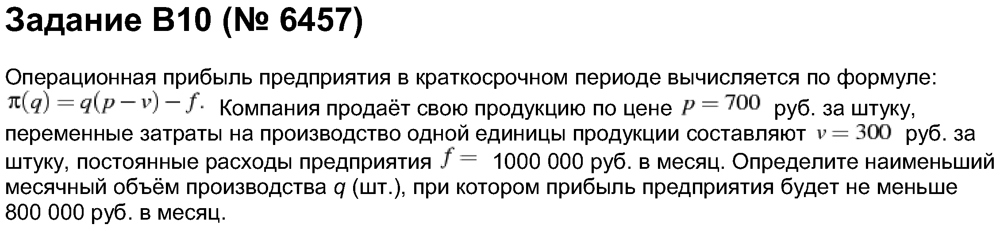 Задание B10 (№ 6457)
Операционная прибыль предприятия в краткосрочном периоде вычисляется по формуле:
π(q) = q(p − v) − f. Компания продаёт свою продукцию по цене p = 700 руб. за штуку,
переменные затраты на производство одной единицы продукции составляют v = 300 руб. за
штуку, постоянные расходы предприятия f = 1000 000 руб. в месяц. Определите наименьший
месячный объём производства q (шт.), при котором прибыль предприятия будет не меньше
800 000 руб. в месяц.